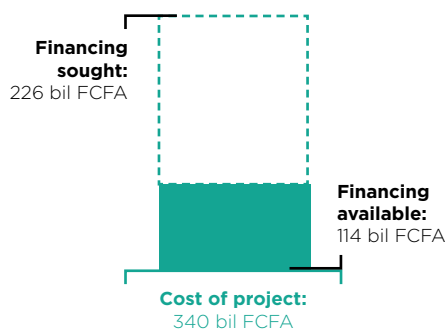 Financing
sought:
226 bil FCFA
Financing
available:
114 bil FCFA
Cost of project:
340 bil FCFA